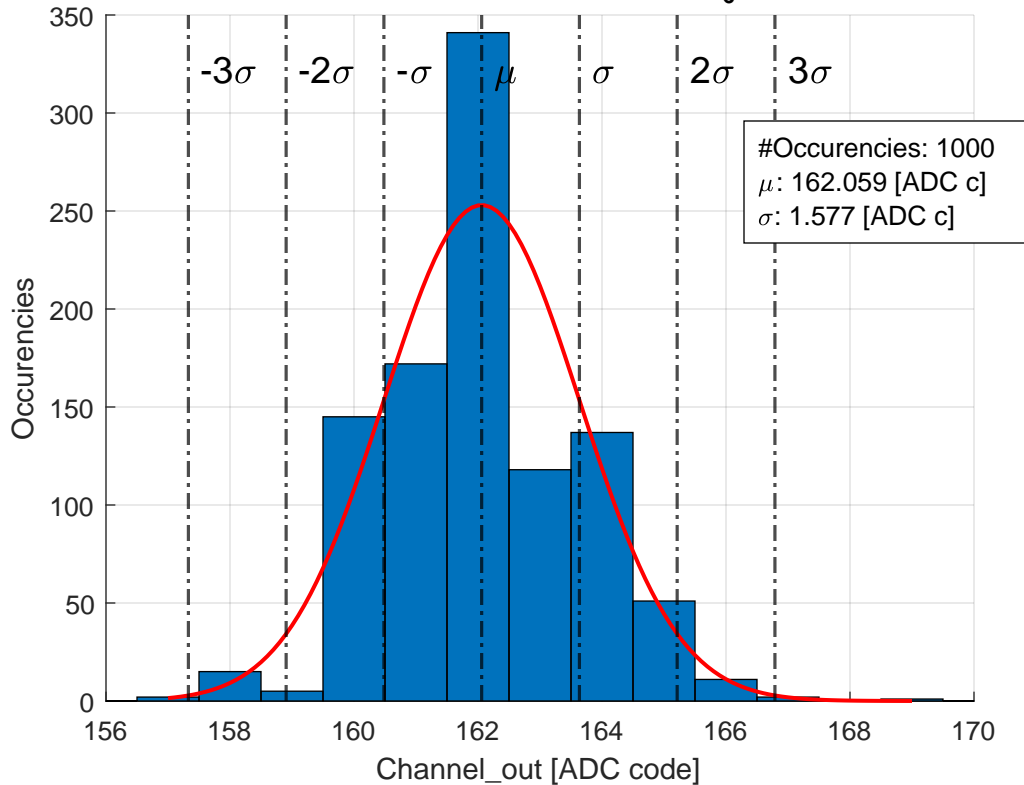 350
300
250
200
150
100
50
0
Occurencies
-3σ -2σ -σ μ σ 2σ 3σ
#Occurencies: 1000
μ: 162.059 [ADC c]
σ: 1.577 [ADC c]
156 158 160 162 164 166 168 170
Channel_out [ADC code]